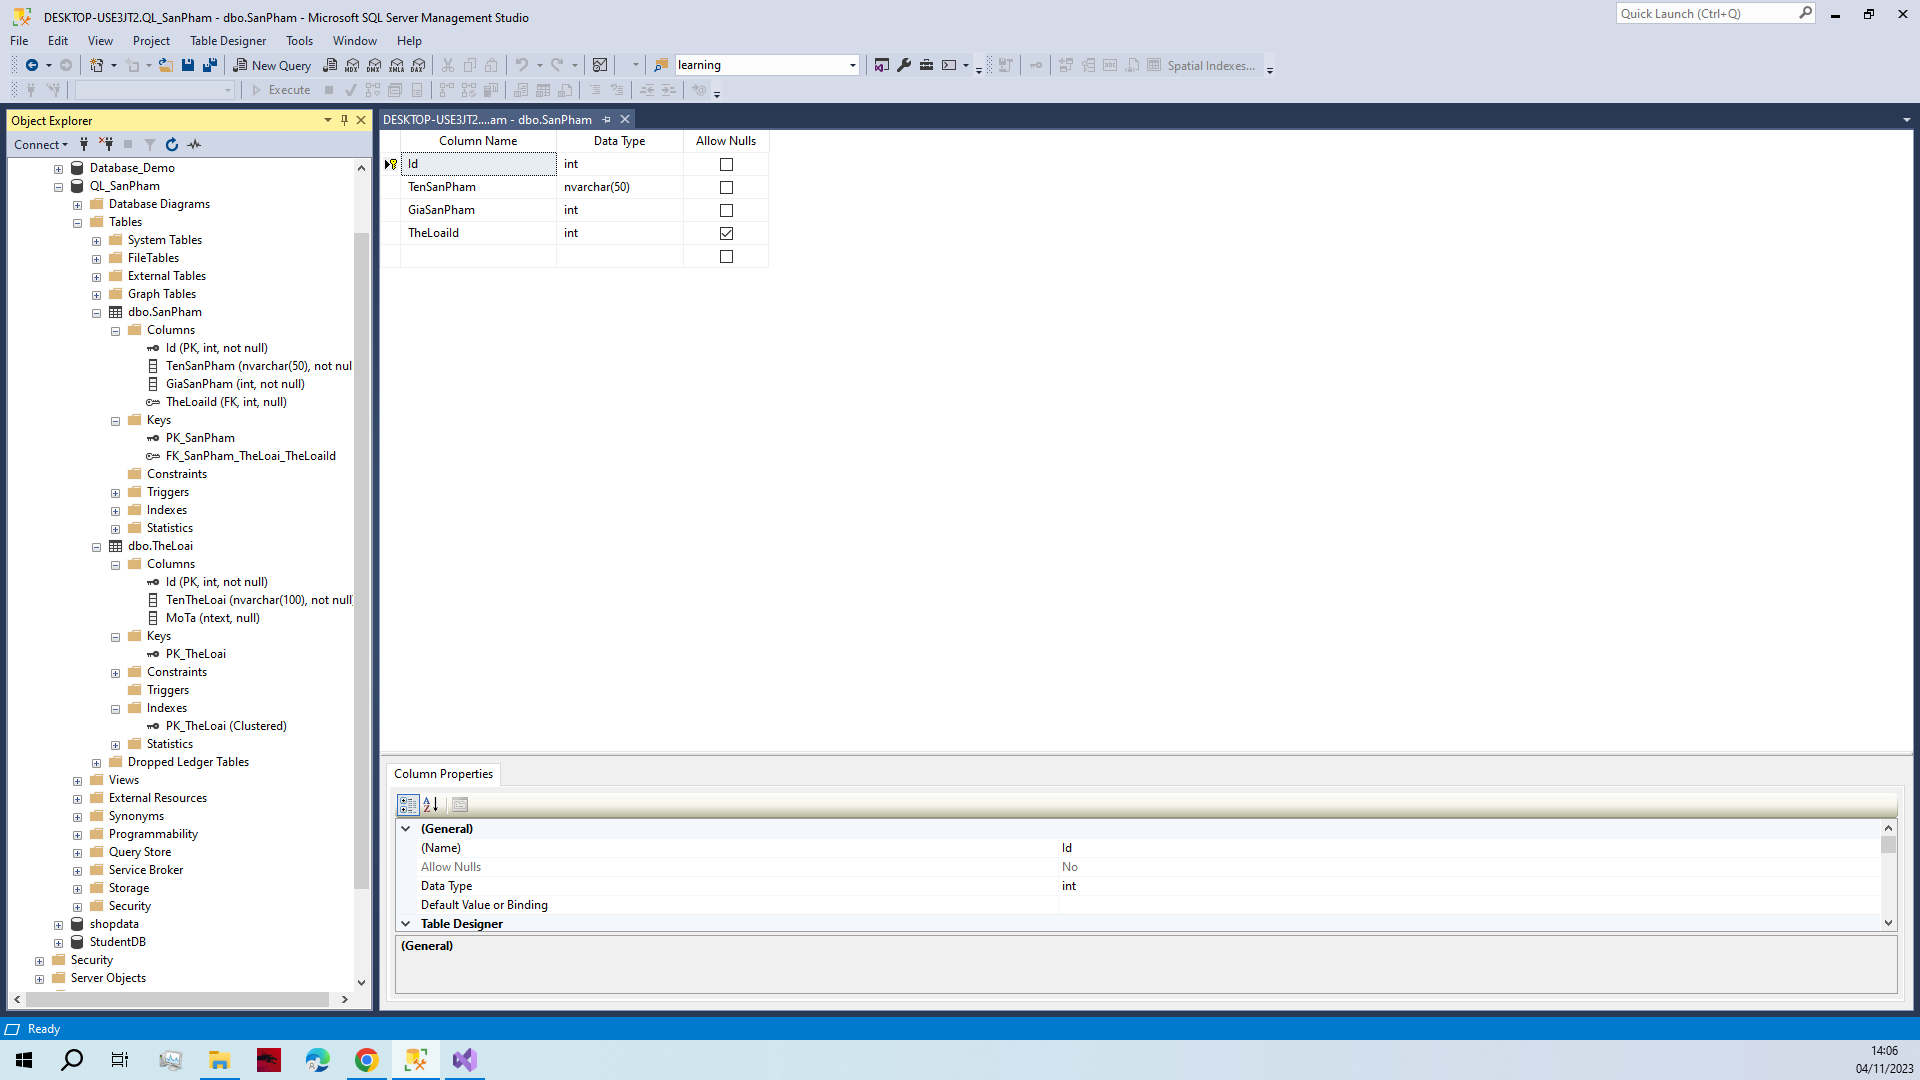 DESKTOP-USE3JT2.QL_SanPham - dbo.SanPham - Microsoft SQL Server Management Studio
Quick Launch (Ctrl+Q)
File Edit View Project Table Designer Tools Window Help
New Query MDX DMX XMLA DAX learning Spatial Indexes...
Execute
Object Explorer
DESKTOP-USE3JT2....am - dbo.SanPham
Connect
Database_Demo
QL_SanPham
Database Diagrams
Tables
System Tables
FileTables
External Tables
Graph Tables
dbo.SanPham
Columns
Id (PK, int, not null)
TenSanPham (nvarchar(50), not nul
GiaSanPham (int, not null)
TheLoaiId (FK, int, null)
Keys
PK_SanPham
FK_SanPham_TheLoai_TheLoaiId
Constraints
Triggers
Indexes
Statistics
dbo.TheLoai
Columns
Id (PK, int, not null)
TenTheLoai (nvarchar(100), not null
MoTa (ntext, null)
Keys
PK_TheLoai
Constraints
Triggers
Indexes
PK_TheLoai (Clustered)
Statistics
Dropped Ledger Tables
Views
External Resources
Synonyms
Programmability
Query Store
Service Broker
Storage
Security
shopdata
StudentDB
Security
Server Objects
Column Name Data Type Allow Nulls
Id int
TenSanPham nvarchar(50)
GiaSanPham int
TheLoaiId int
Column Properties
(General)
(Name) Id
Allow Nulls No
Data Type int
Default Value or Binding
Table Designer
(General)
Ready
14:06
04/11/2023